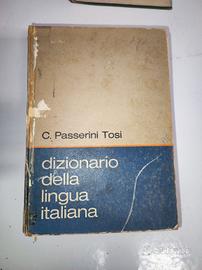 C. Passerini Tosi
dizionario
della
lingua
italiana